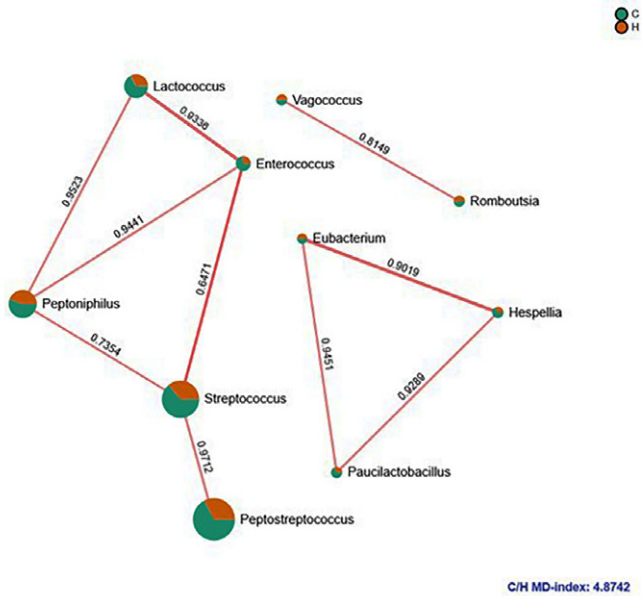 C
H
Lactococcus
Vagococcus
0.9336
0.8149
Enterococcus
0.9523
Romboutsia
0.9441
Eubacterium
0.9019
0.6471
Peptoniphilus
Hespellia
0.7354
0.9451
0.9289
Streptococcus
0.9712
Paucilactobacillus
Peptostreptococcus
C/H MD-index: 4.8742